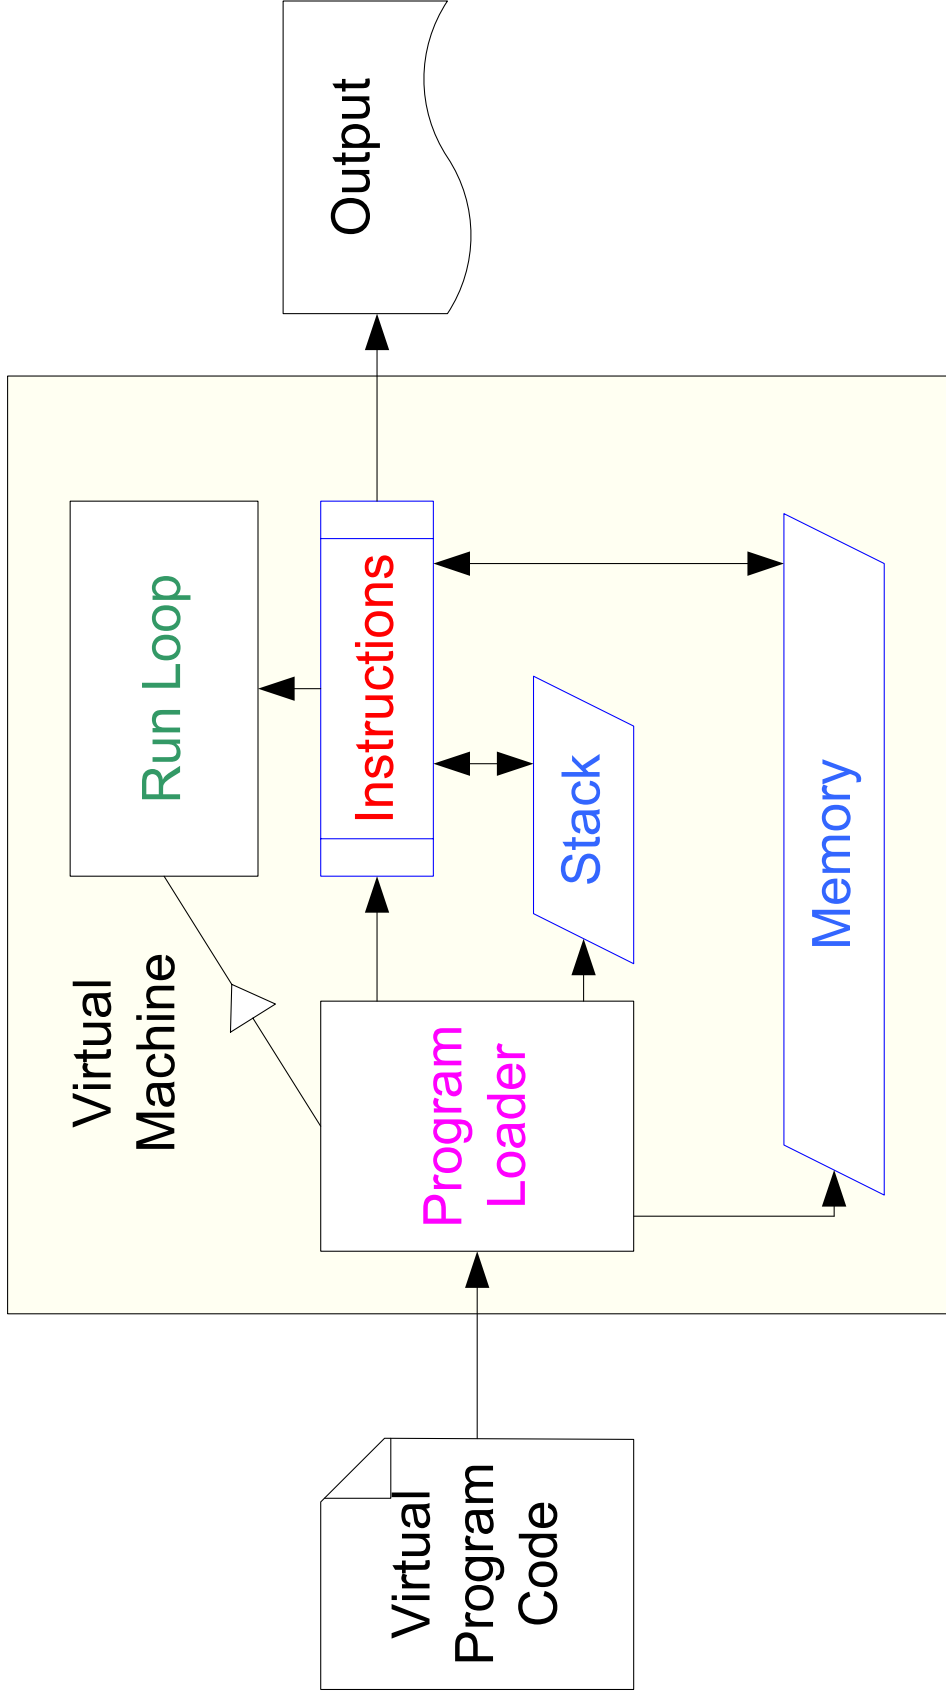 Virtual
Machine
Run Loop
Virtual
Program
Code
Program
Loader
Instructions
Output
Stack
Memory